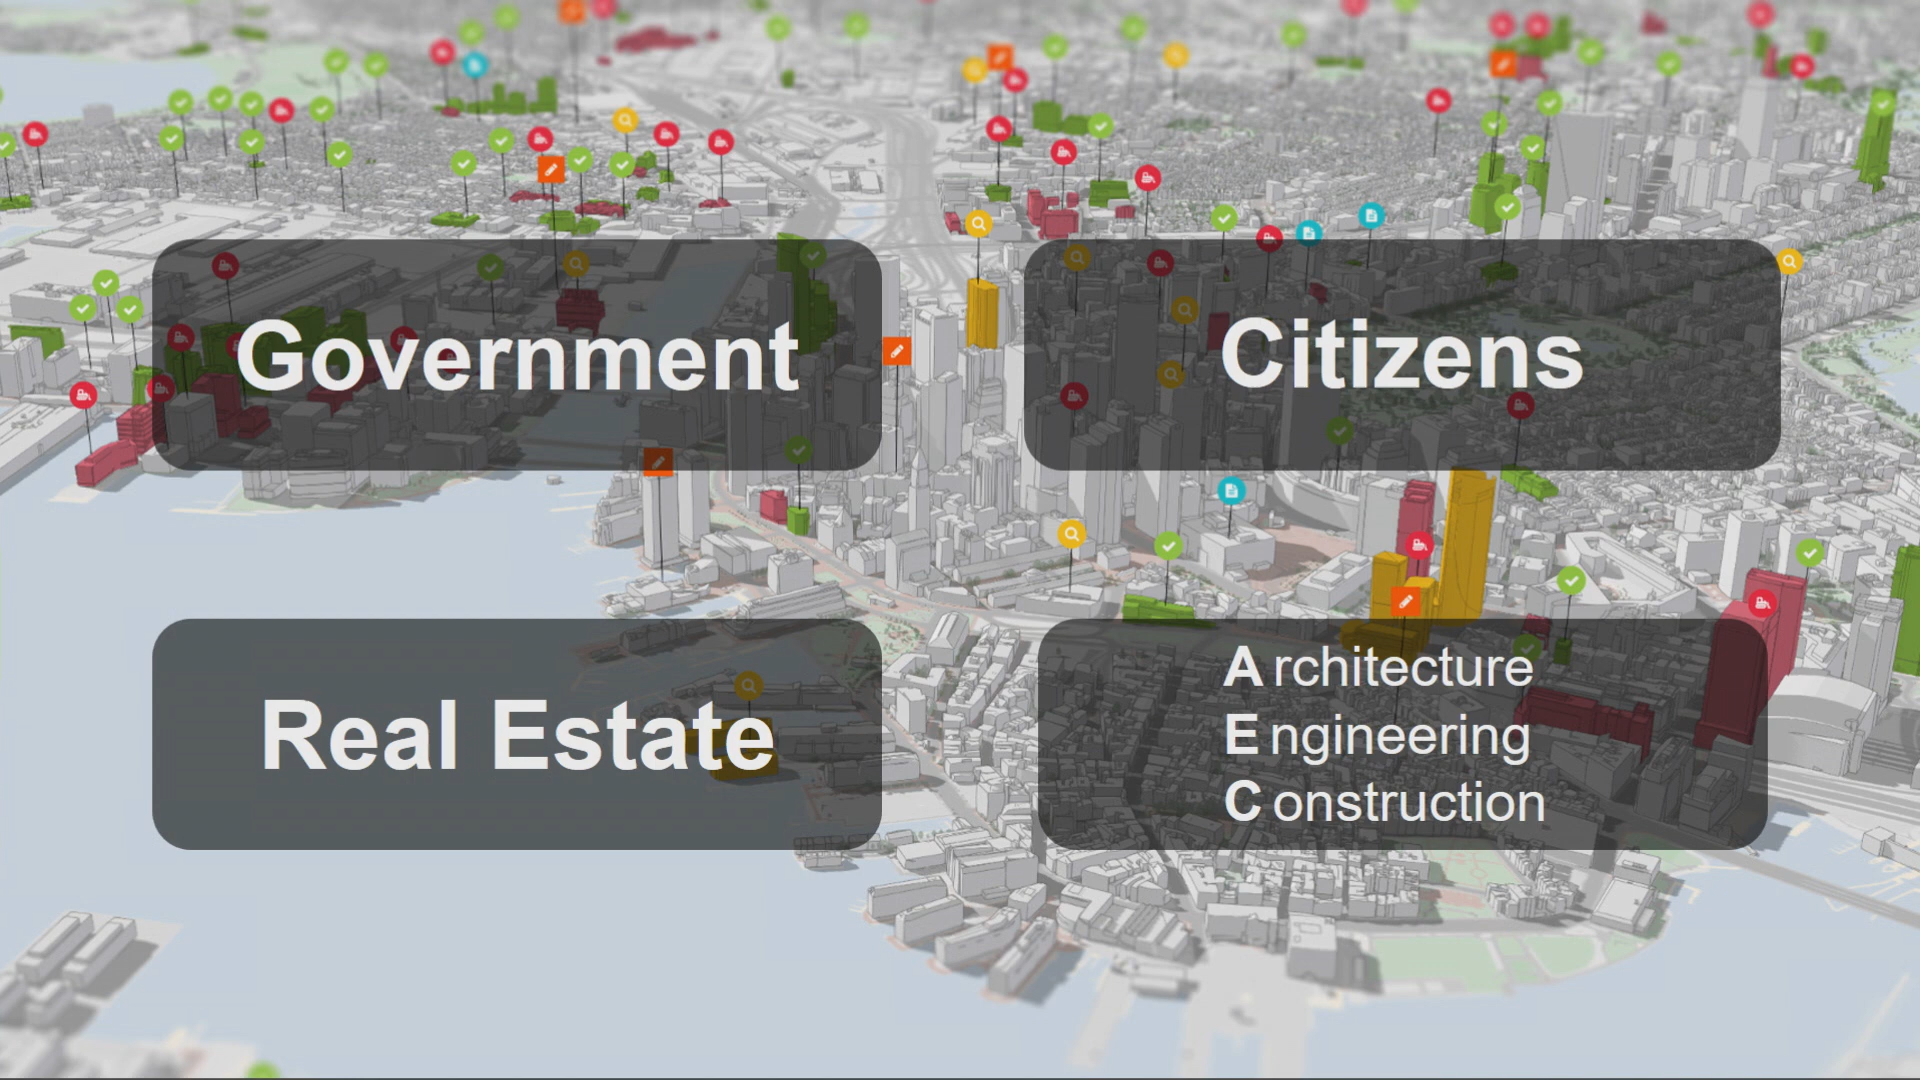 Government
Citizens
Real Estate
Architecture
Engineering
Construction